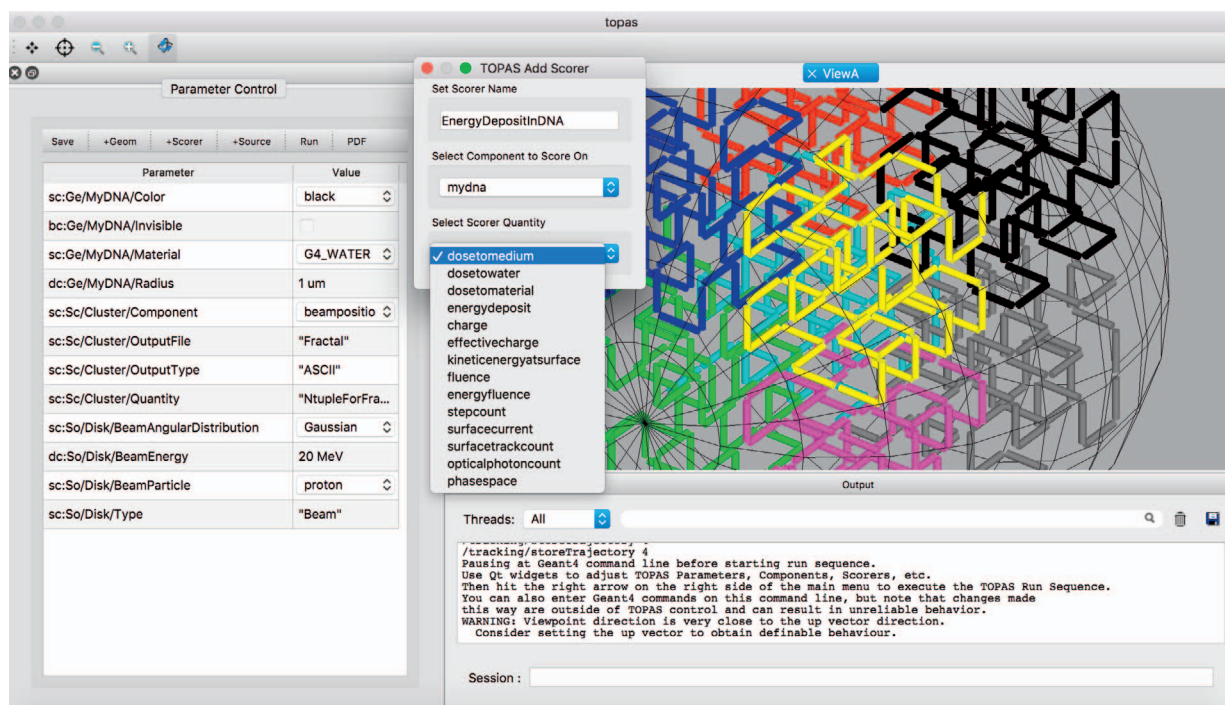 topas
Parameter Control
Save +Geom +Scorer +Source Run PDF
Parameter Value
sc:Ge/MyDNA/Color black
bc:Ge/MyDNA/Invisible
sc:Ge/MyDNA/Material G4_WATER
dc:Ge/MyDNA/Radius 1 um
sc:Sc/Cluster/Component beampositio
sc:Sc/Cluster/OutputFile "Fractal"
sc:Sc/Cluster/OutputType "ASCII"
sc:Sc/Cluster/Quantity "NtupleForFra...
sc:So/Disk/BeamAngularDistribution Gaussian
dc:So/Disk/BeamEnergy 20 MeV
sc:So/Disk/BeamParticle proton
sc:So/Disk/Type "Beam"
TOPAS Add Scorer
Set Scorer Name
EnergyDepositInDNA
Select Component to Score On
mydna
Select Scorer Quantity
✓ dosetomedium
dosetowater
dosetomaterial
energydeposit
charge
effectivecharge
kineticenergyatsurface
fluence
energyfluence
stepcount
surfacecurrent
surfacetrackcount
opticalphotoncount
phasespace
× ViewA
Output
Threads: All
/tracking/storeTrajectory 4
/tracking/storeTrajectory 4
Pausing at Geant4 command line before starting run sequence.
Use Qt widgets to adjust TOPAS Parameters, Components, Scorers, etc.
Then hit the right arrow on the right side of the main menu to execute the TOPAS Run Sequence.
You can also enter Geant4 commands on this command line, but note that changes made
this way are outside of TOPAS control and can result in unreliable behavior.
WARNING: Viewpoint direction is very close to the up vector direction.
Consider setting the up vector to obtain definable behaviour.
Session :